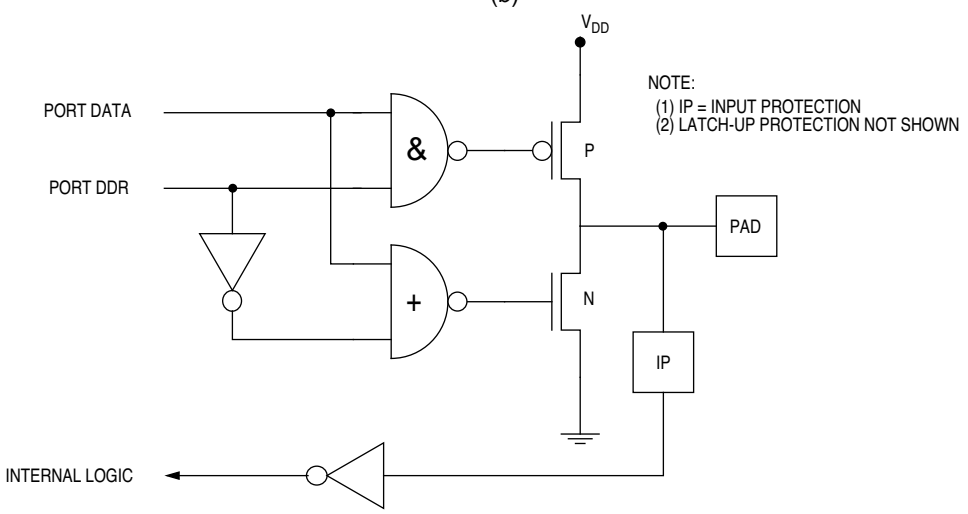 (b)
VDD
NOTE:
(1) IP = INPUT PROTECTION
(2) LATCH-UP PROTECTION NOT SHOWN
PORT DATA
&
P
PORT DDR
PAD
+
N
IP
INTERNAL LOGIC